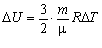 ΔU = 3/2 · m/μ RΔT